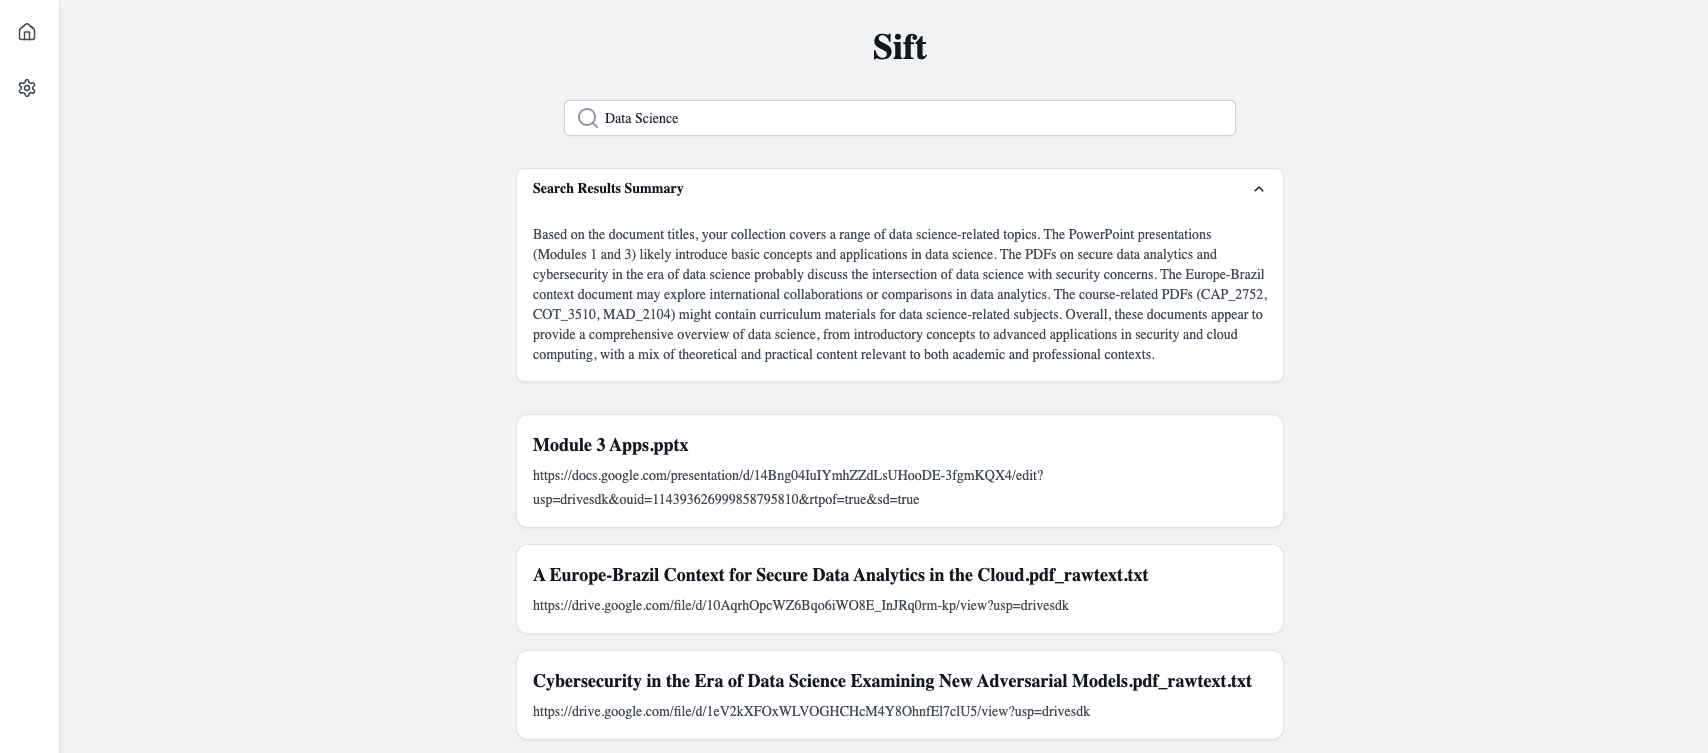 Sift
Data Science
Search Results Summary
Based on the document titles, your collection covers a range of data science-related topics. The PowerPoint presentations
(Modules 1 and 3) likely introduce basic concepts and applications in data science. The PDFs on secure data analytics and
cybersecurity in the era of data science probably discuss the intersection of data science with security concerns. The Europe-Brazil
context document may explore international collaborations or comparisons in data analytics. The course-related PDFs (CAP_2752,
COT_3510, MAD_2104) might contain curriculum materials for data science-related subjects. Overall, these documents appear to
provide a comprehensive overview of data science, from introductory concepts to advanced applications in security and cloud
computing, with a mix of theoretical and practical content relevant to both academic and professional contexts.
Module 3 Apps.pptx
https://docs.google.com/presentation/d/14Bng04IuIYmhZZdLsUHooDE-3fgmKQX4/edit?
usp=drivesdk&ouid=114393626999858795810&rtpof=true&sd=true
A Europe-Brazil Context for Secure Data Analytics in the Cloud.pdf_rawtext.txt
https://drive.google.com/file/d/10AqrhOpcWZ6Bqo6iWO8E_InJRq0rm-kp/view?usp=drivesdk
Cybersecurity in the Era of Data Science Examining New Adversarial Models.pdf_rawtext.txt
https://drive.google.com/file/d/1eV2kXFOxWLVOGHCHcM4Y8OhnfEl7clU5/view?usp=drivesdk